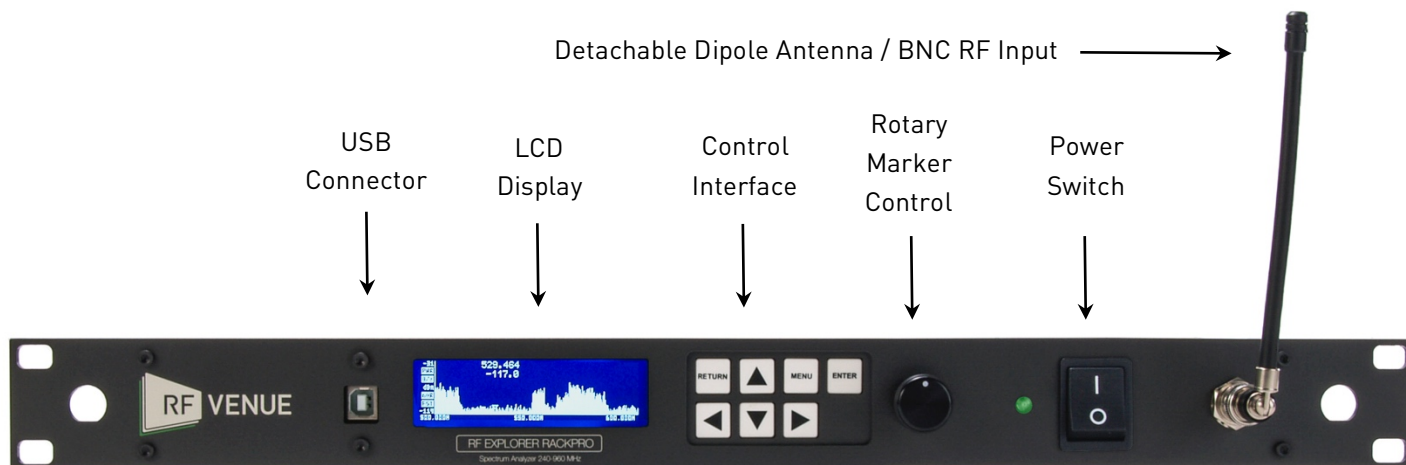 Detachable Dipole Antenna / BNC RF Input
USB
Connector
LCD
Display
Control
Interface
Rotary
Marker
Control
Power
Switch
529.464
-117.0
RETURN
MENU
ENTER
RF VENUE
I
O
RF EXPLORER RACKPRO
Spectrum Analyzer 240-960 MHz